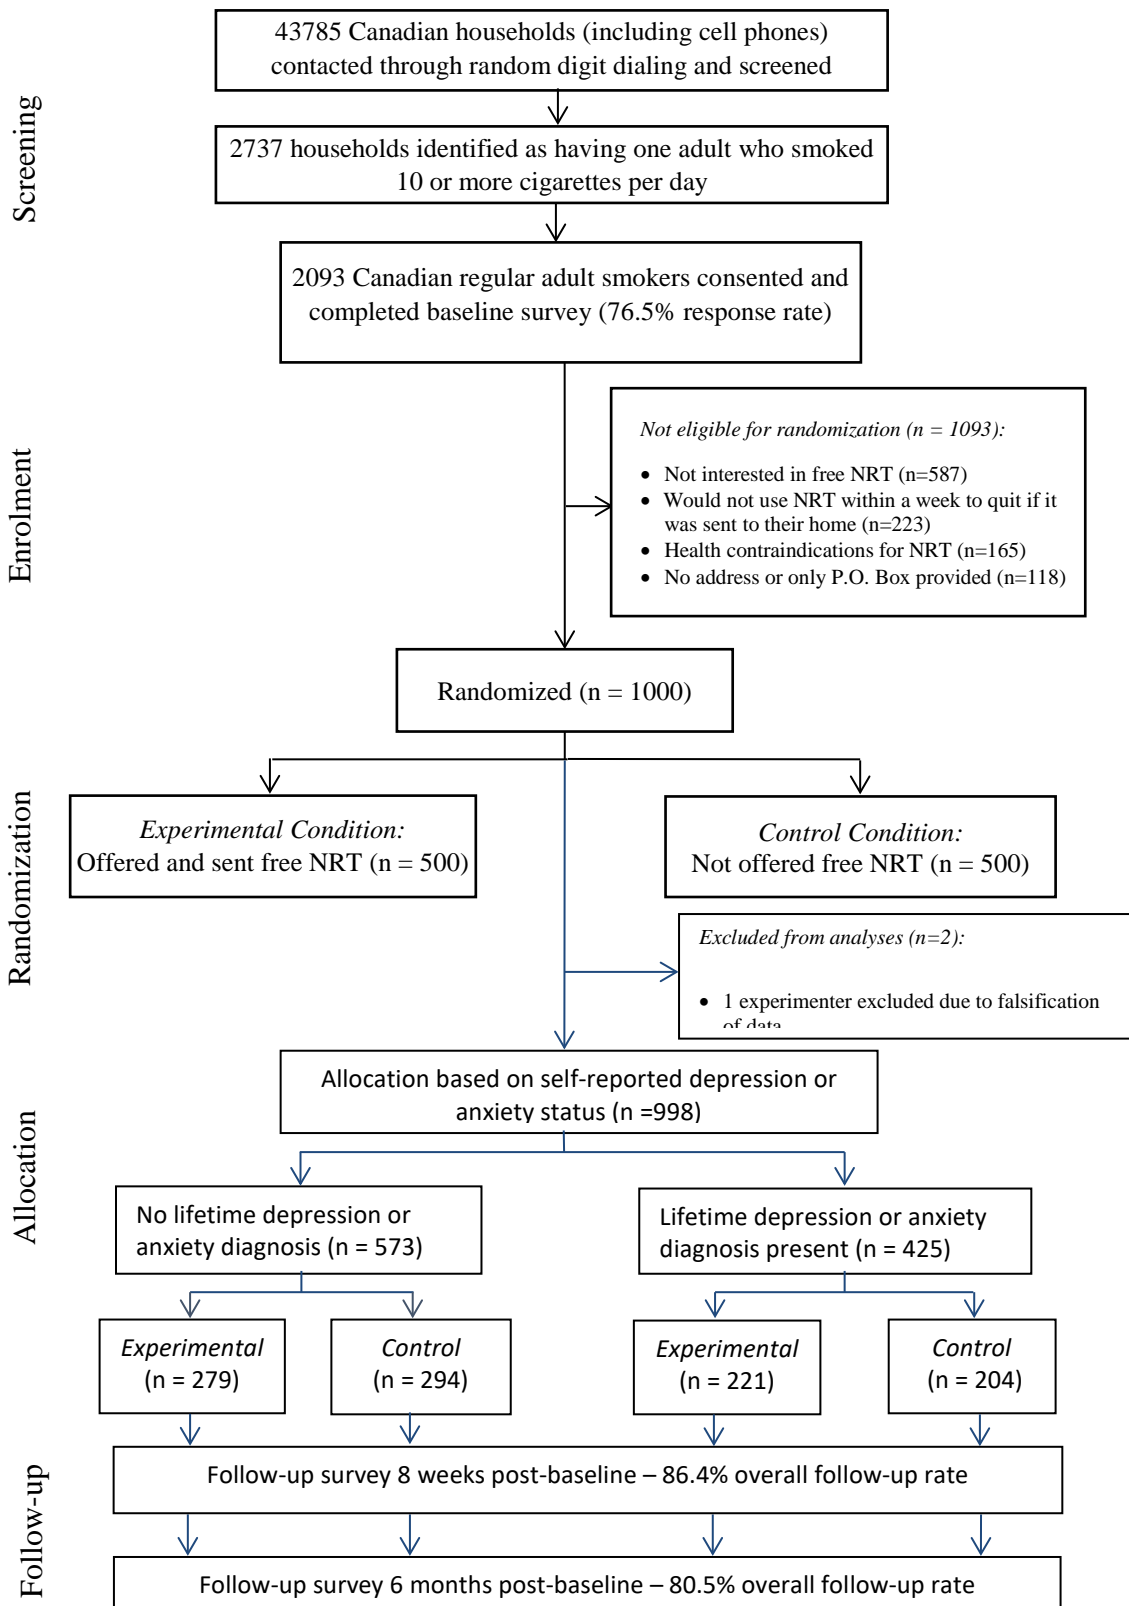 43785 Canadian households (including cell phones)
contacted through random digit dialing and screened
Screening
2737 households identified as having one adult who smoked
10 or more cigarettes per day
2093 Canadian regular adult smokers consented and
completed baseline survey (76.5% response rate)
Enrolment
Not eligible for randomization (n = 1093):
• Not interested in free NRT (n=587)
• Would not use NRT within a week to quit if it
was sent to their home (n=223)
• Health contraindications for NRT (n=165)
• No address or only P.O. Box provided (n=118)
Randomized (n = 1000)
Randomization
Experimental Condition:
Offered and sent free NRT (n = 500)
Control Condition:
Not offered free NRT (n = 500)
Excluded from analyses (n=2):
• 1 experimenter excluded due to falsification
of data
Allocation based on self-reported depression or
anxiety status (n =998)
Allocation
No lifetime depression or
anxiety diagnosis (n = 573)
Lifetime depression or anxiety
diagnosis present (n = 425)
Experimental
(n = 279)
Control
(n = 294)
Experimental
(n = 221)
Control
(n = 204)
Follow-up
Follow-up survey 8 weeks post-baseline – 86.4% overall follow-up rate
Follow-up survey 6 months post-baseline – 80.5% overall follow-up rate